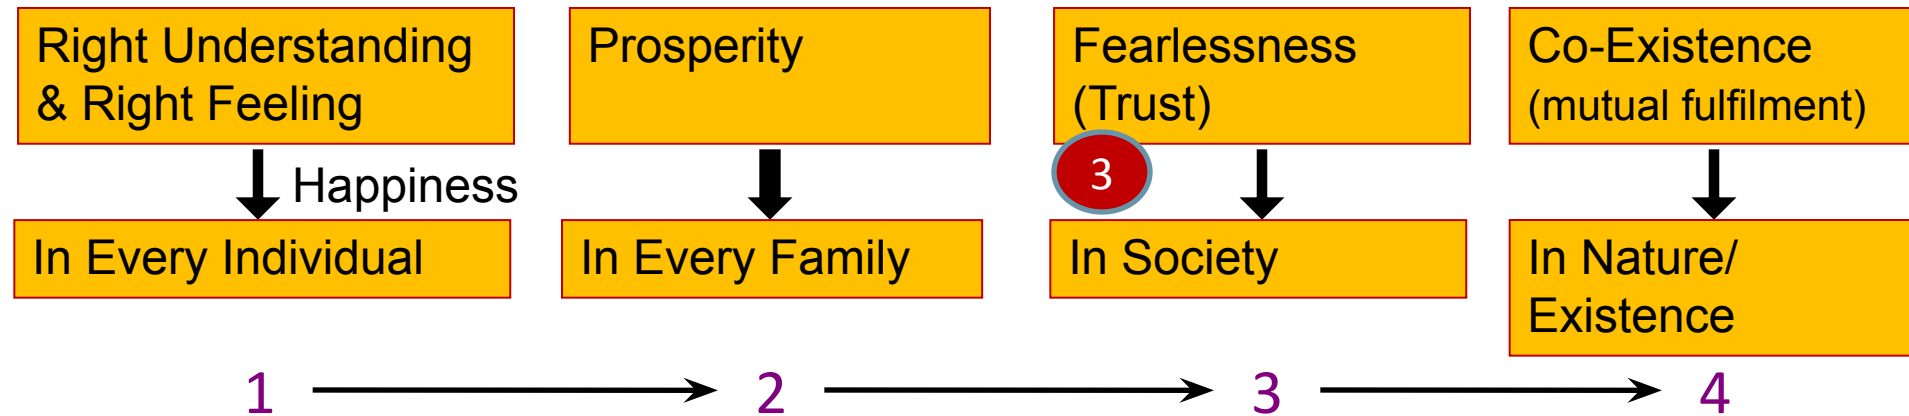 Right Understanding
& Right Feeling
Prosperity
Fearlessness
(Trust)
Co-Existence
(mutual fulfilment)
3
Happiness
In Every Individual
In Every Family
In Society
In Nature/
Existence
1
2
3
4